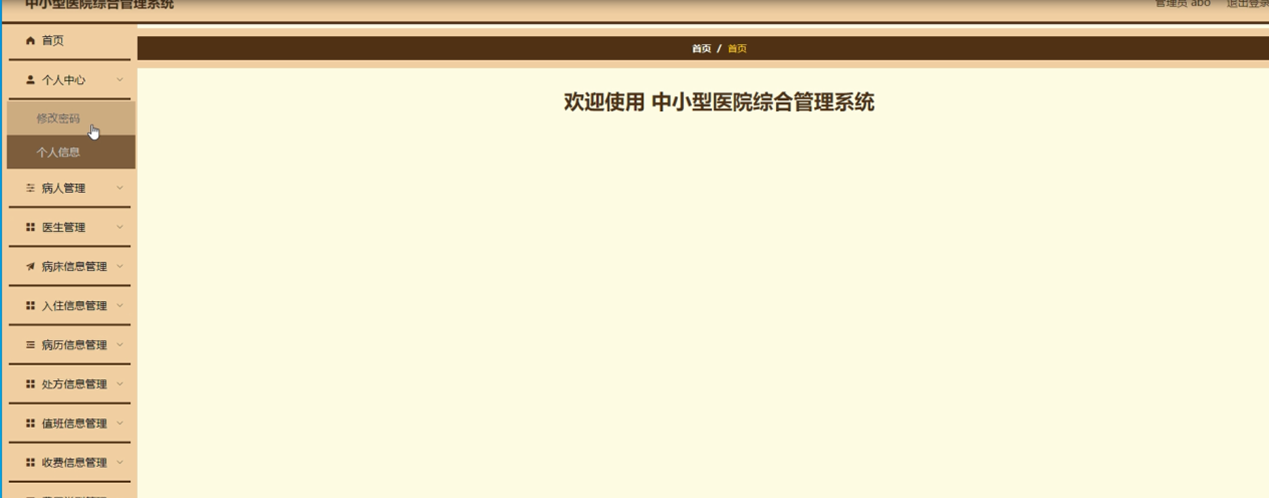 中小型医院综合管理系统
管理员 abo 退出登录
首页
个人中心
修改密码
个人信息
病人管理
医生管理
病床信息管理
入住信息管理
病历信息管理
处方信息管理
值班信息管理
收费信息管理
首页 / 首页
欢迎使用 中小型医院综合管理系统